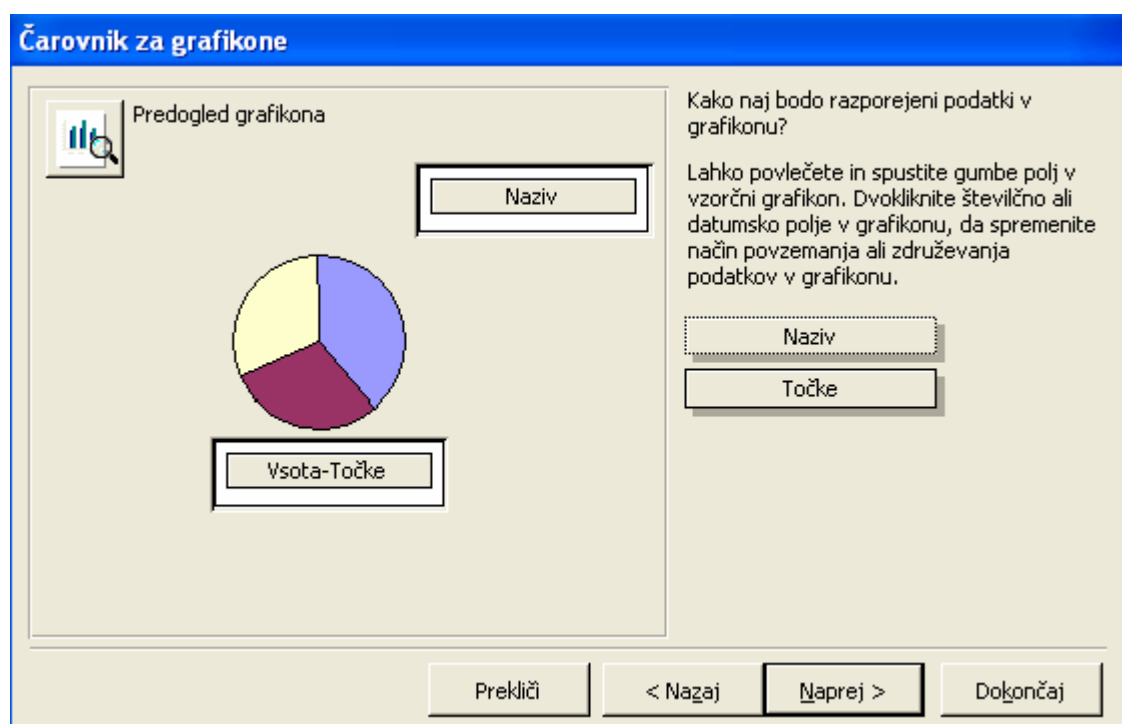 Čarovnik za grafikone
Predogled grafikona
Naziv
Vsota-Točke
Kako naj bodo razporejeni podatki v
grafikonu?
Lahko povlečete in spustite gumbe polj v
vzorčni grafikon. Dvokliknite številčno ali
datumsko polje v grafikonu, da spremenite
način povzemanja ali združevanja
podatkov v grafikonu.
Naziv
Točke
Prekliči
< Nazaj
Naprej >
Dokončaj